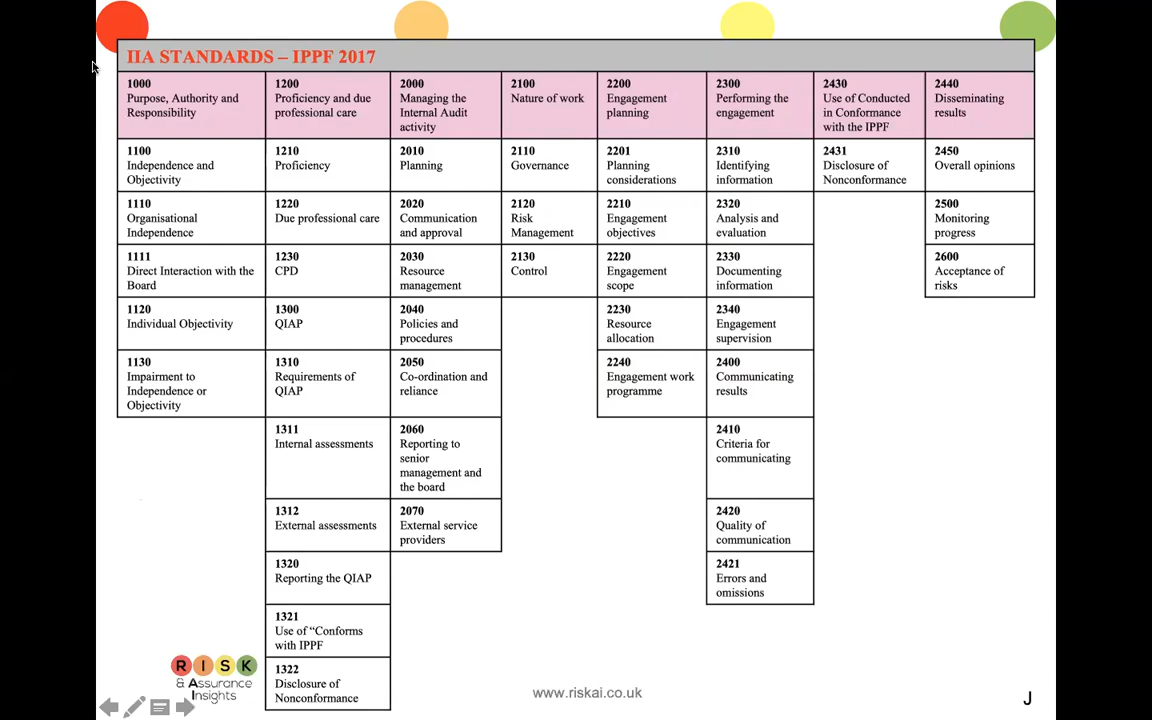 IIA STANDARDS – IPPF 2017
1000
Purpose, Authority and
Responsibility
1100
Independence and
Objectivity
1110
Organisational
Independence
1111
Direct Interaction with the
Board
1120
Individual Objectivity
1130
Impairment to
Independence or
Objectivity
1200
Proficiency and due
professional care
1210
Proficiency
1220
Due professional care
1230
CPD
1300
QIAP
1310
Requirements of
QIAP
1311
Internal assessments
1312
External assessments
1320
Reporting the QIAP
1321
Use of “Conforms
with IPPF
1322
Disclosure of
Nonconformance
2000
Managing the
Internal Audit
activity
2010
Planning
2020
Communication
and approval
2030
Resource
management
2040
Policies and
procedures
2050
Co-ordination and
reliance
2060
Reporting to
senior
management and
the board
2070
External service
providers
2100
Nature of work
2110
Governance
2120
Risk
Management
2130
Control
2200
Engagement
planning
2201
Planning
considerations
2210
Engagement
objectives
2220
Engagement
scope
2230
Resource
allocation
2240
Engagement work
programme
2300
Performing the
engagement
2310
Identifying
information
2320
Analysis and
evaluation
2330
Documenting
information
2340
Engagement
supervision
2400
Communicating
results
2410
Criteria for
communicating
2420
Quality of
communication
2421
Errors and
omissions
2430
Use of Conducted
in Conformance
with the IPPF
2431
Disclosure of
Nonconformance
2440
Disseminating
results
2450
Overall opinions
2500
Monitoring
progress
2600
Acceptance of
risks
RISK
& Assurance
Insights
www.riskai.co.uk
J